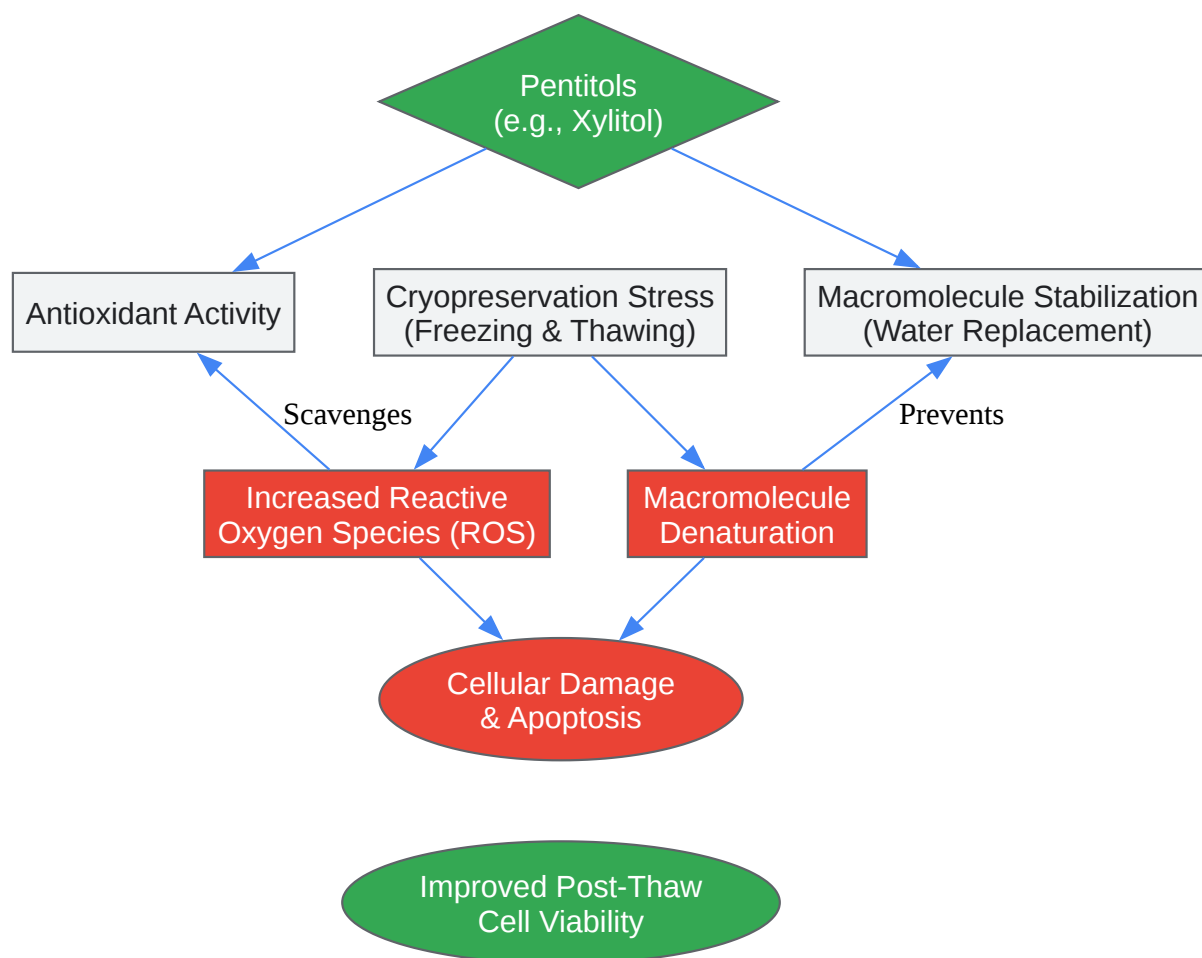 Pentitols
(e.g., Xylitol)
Antioxidant Activity
Cryopreservation Stress
(Freezing & Thawing)
Macromolecule Stabilization
(Water Replacement)
Scavenges
Prevents
Increased Reactive
Oxygen Species (ROS)
Macromolecule
Denaturation
Cellular Damage
& Apoptosis
Improved Post-Thaw
Cell Viability